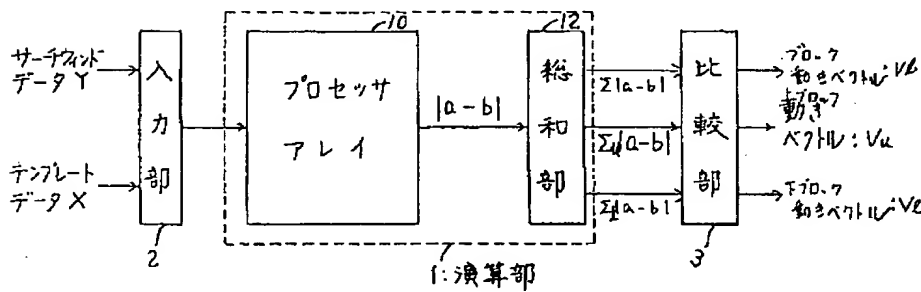 サーチウィンド
データY
テンプレート
データX
入力部
2
10
プロセッサ
アレイ
|a-b|
12
総和部
Σ|a-b|
Σu|a-b|
Σl|a-b|
1:演算部
比較部
3
ブロック
動きベクトル:Vl
上ブロック
動き
ベクトル:Vu
下ブロック
動きベクトル:Vl